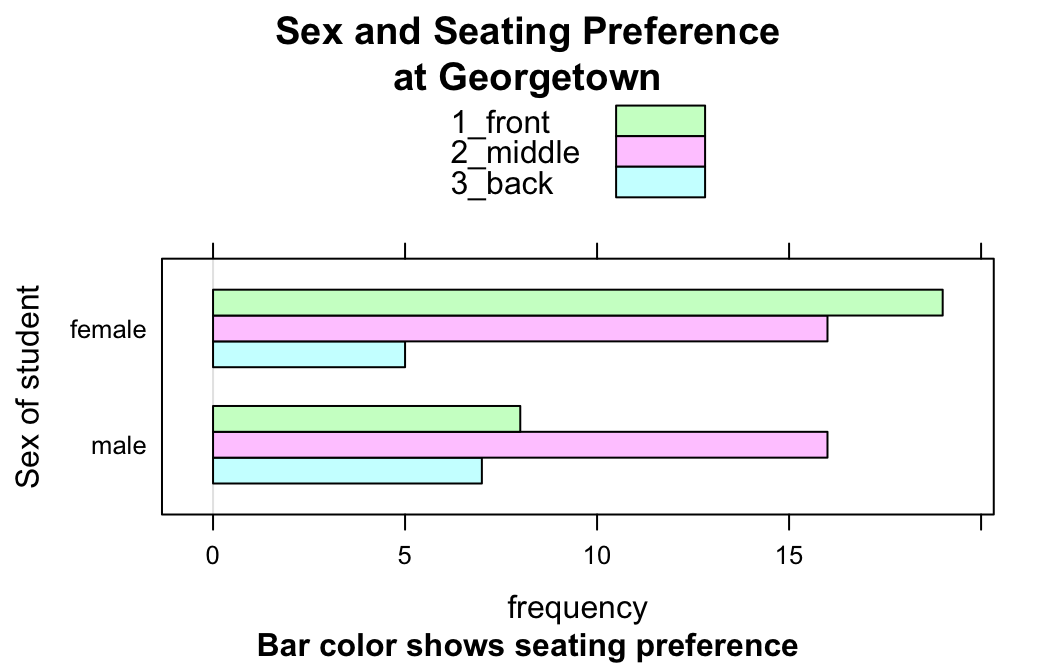 Sex and Seating Preference
at Georgetown
1_front
2_middle
3_back
Sex of student
female
male
0 5 10 15
frequency
Bar color shows seating preference